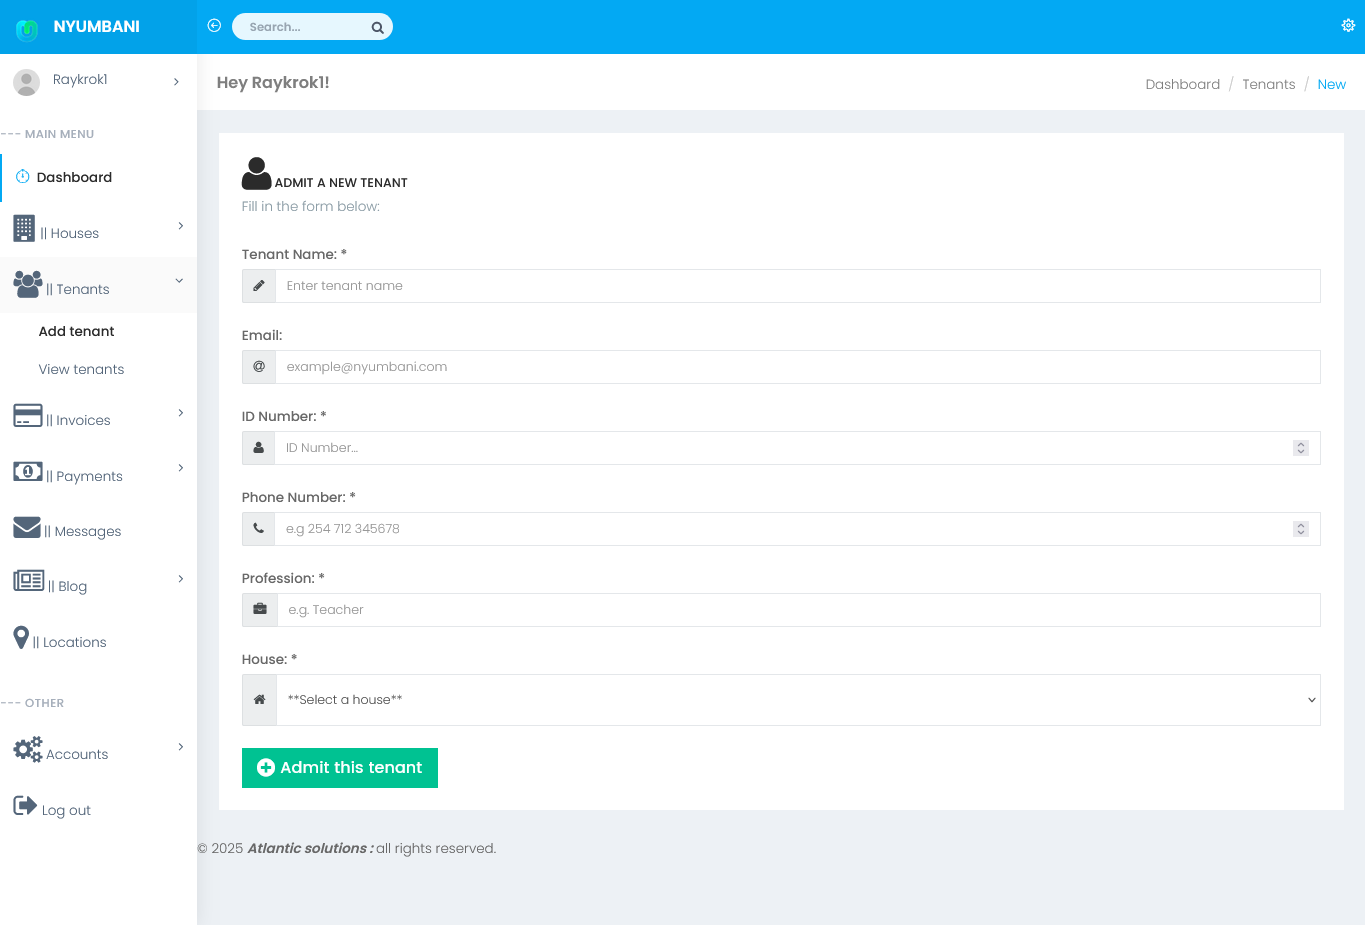 NYUMBANI
Search...
Raykrok1
Hey Raykrok1!
Dashboard / Tenants / New
--- MAIN MENU
Dashboard
|| Houses
|| Tenants
Add tenant
View tenants
|| Invoices
|| Payments
|| Messages
|| Blog
|| Locations
--- OTHER
Accounts
Log out
ADMIT A NEW TENANT
Fill in the form below:
Tenant Name: *
Enter tenant name
Email:
@ example@nyumbani.com
ID Number: *
ID Number...
Phone Number: *
e.g 254 712 345678
Profession: *
e.g. Teacher
House: *
**Select a house**
Admit this tenant
© 2025 Atlantic solutions : all rights reserved.